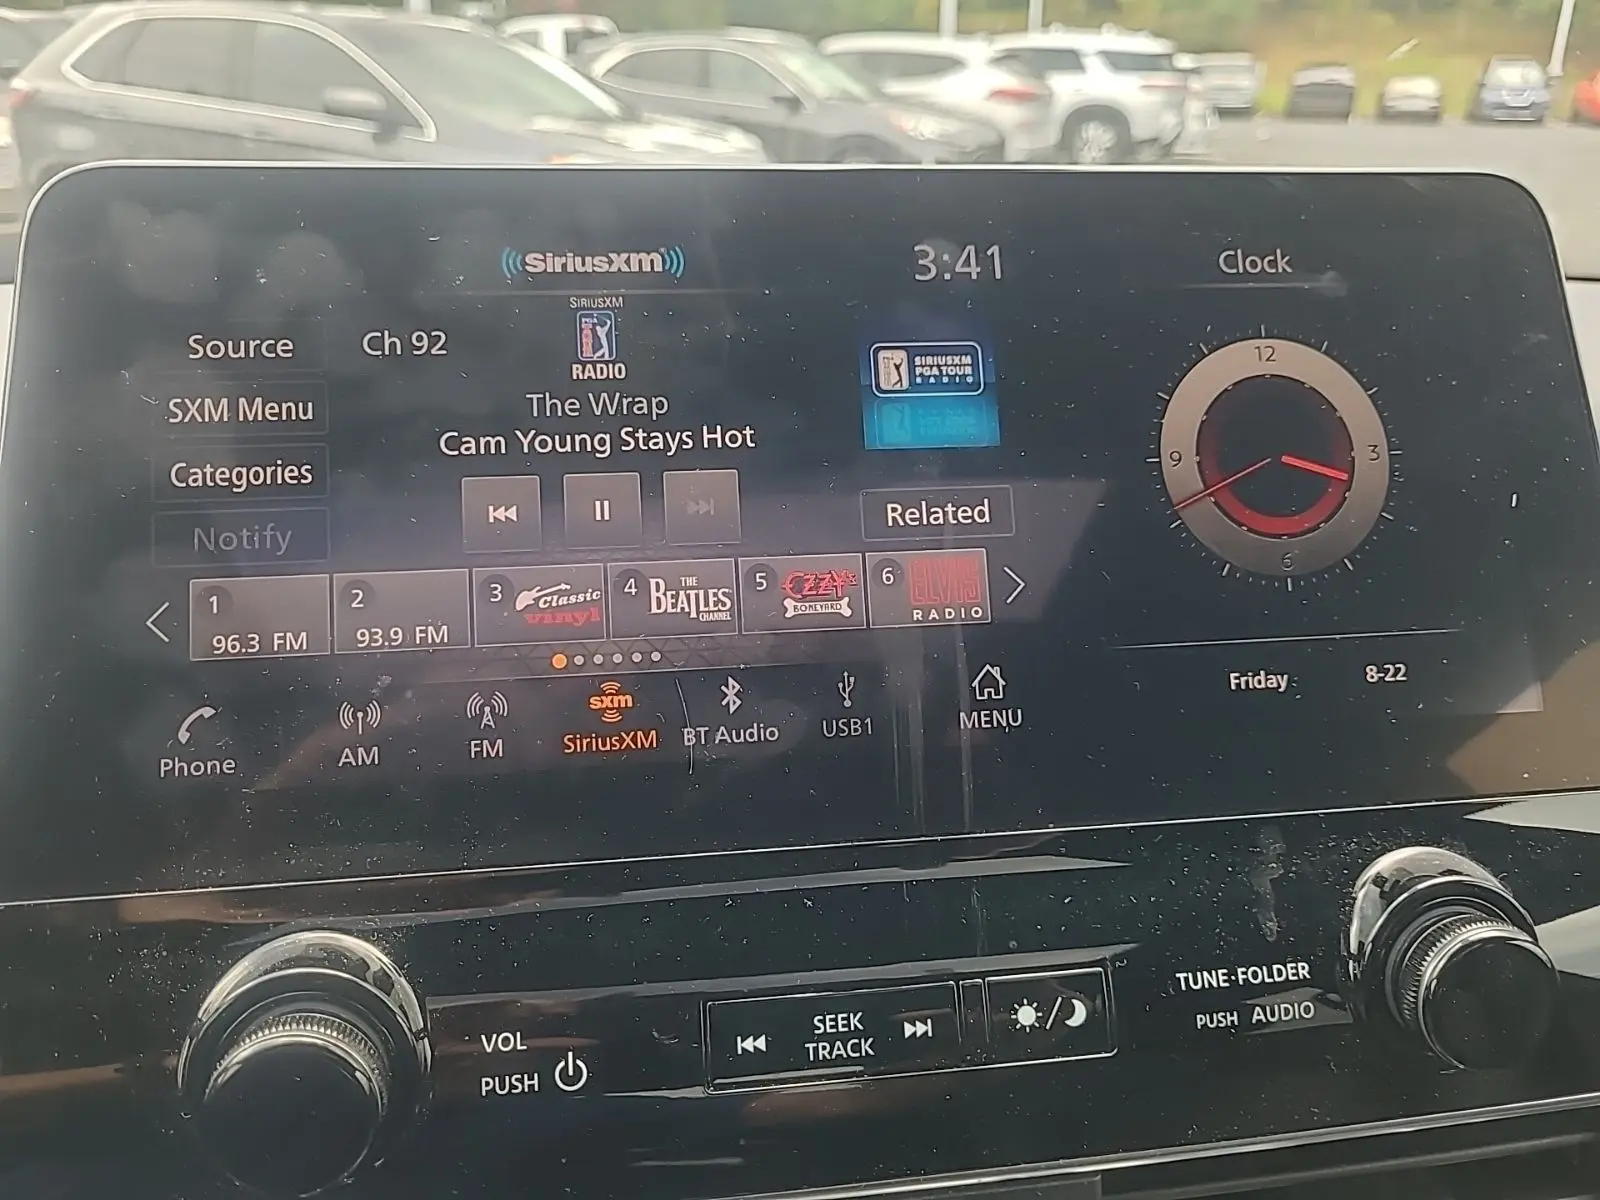 SiriusXM
3:41
Clock
Source
Ch 92
SIRIUSXM
PGA TOUR
RADIO
SIRIUSXM
PGA TOUR
RADIO
The Wrap
Cam Young Stays Hot
SXM Menu
Categories
Notify
Related
12
9
3
6
1
96.3 FM
2
93.9 FM
3
Classic
Vinyl
4
THE
BEATLES
CHANNEL
5
OZZY's
BONEYARD
6
ELVIS
RADIO
Friday
8-22
Phone
AM
FM
sxm
SiriusXM
BT Audio
USB1
MENU
VOL
PUSH
SEEK
TRACK
TUNE·FOLDER
PUSH AUDIO